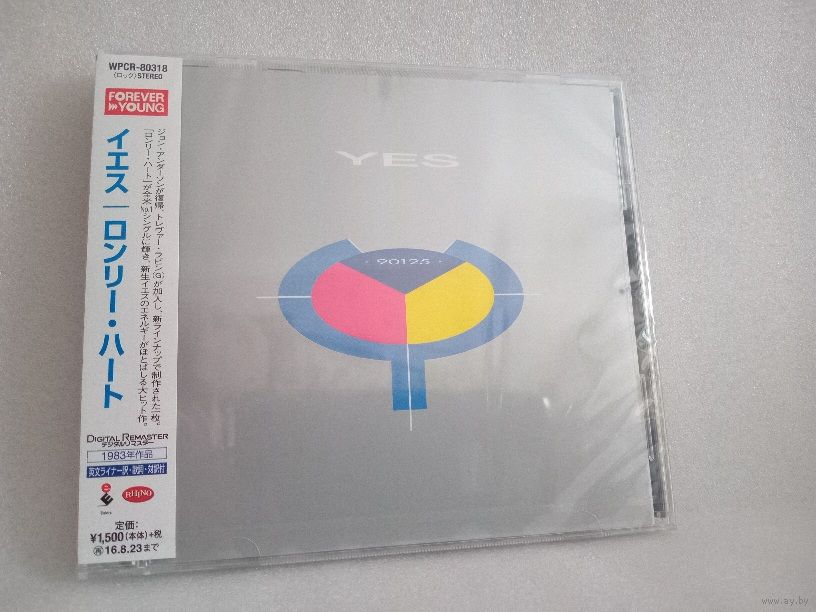 WPCR-80318
(ロック)STEREO
FOREVER
YOUNG
イエス｜ロンリー・ハート
ジョン・アンダーソンが復帰、トレヴァー・ラビン(G)が加入し、新ラインナップで制作された一枚。
「ロンリー・ハート」が全米No.1シングルに輝き、新生イエスのエネルギーがほとばしる大ヒット作。
DIGITAL REMASTER
デジタル・リマスター
1983年作品
英文ライナー訳・歌詞・対訳付
RHINO
定価:
¥1,500(本体)+税
再16.8.23まで
YES
· 90125 ·
www.ay.by